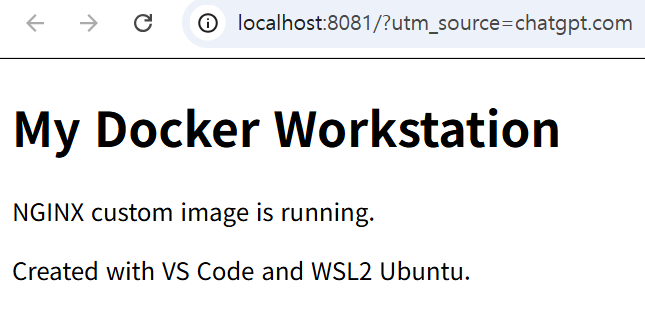 localhost:8081/?utm_source=chatgpt.com
My Docker Workstation
NGINX custom image is running.
Created with VS Code and WSL2 Ubuntu.